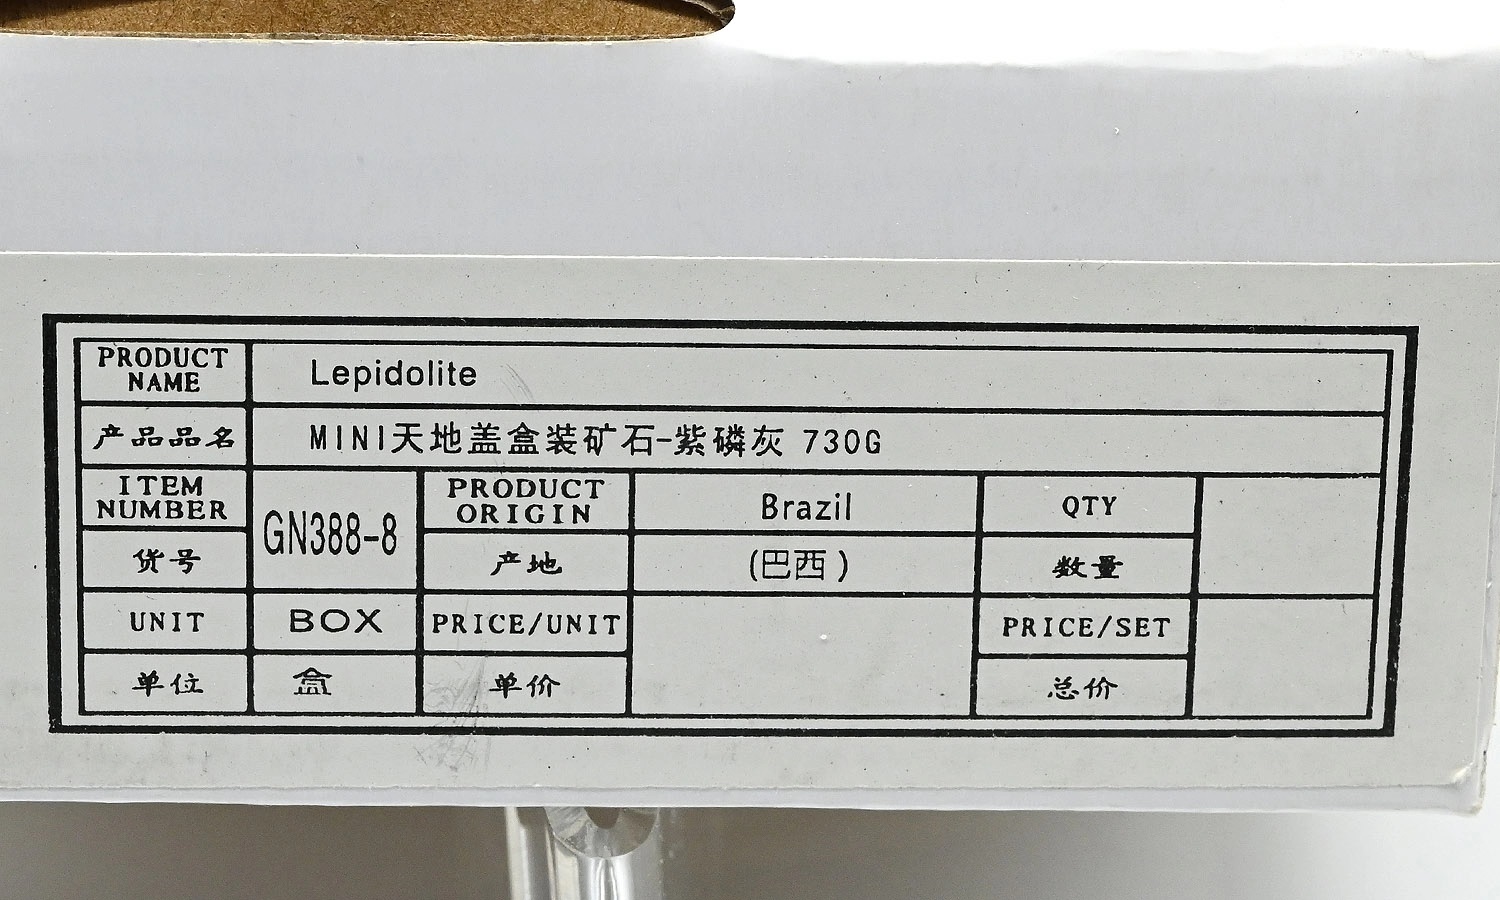 PRODUCT NAME Lepidolite
产品品名 MINI天地盖盒装矿石-紫磷灰 730G
ITEM NUMBER GN388-8 PRODUCT ORIGIN Brazil QTY
货号 产地 (巴西) 数量
UNIT BOX PRICE/UNIT PRICE/SET
单位 盒 单价 总价